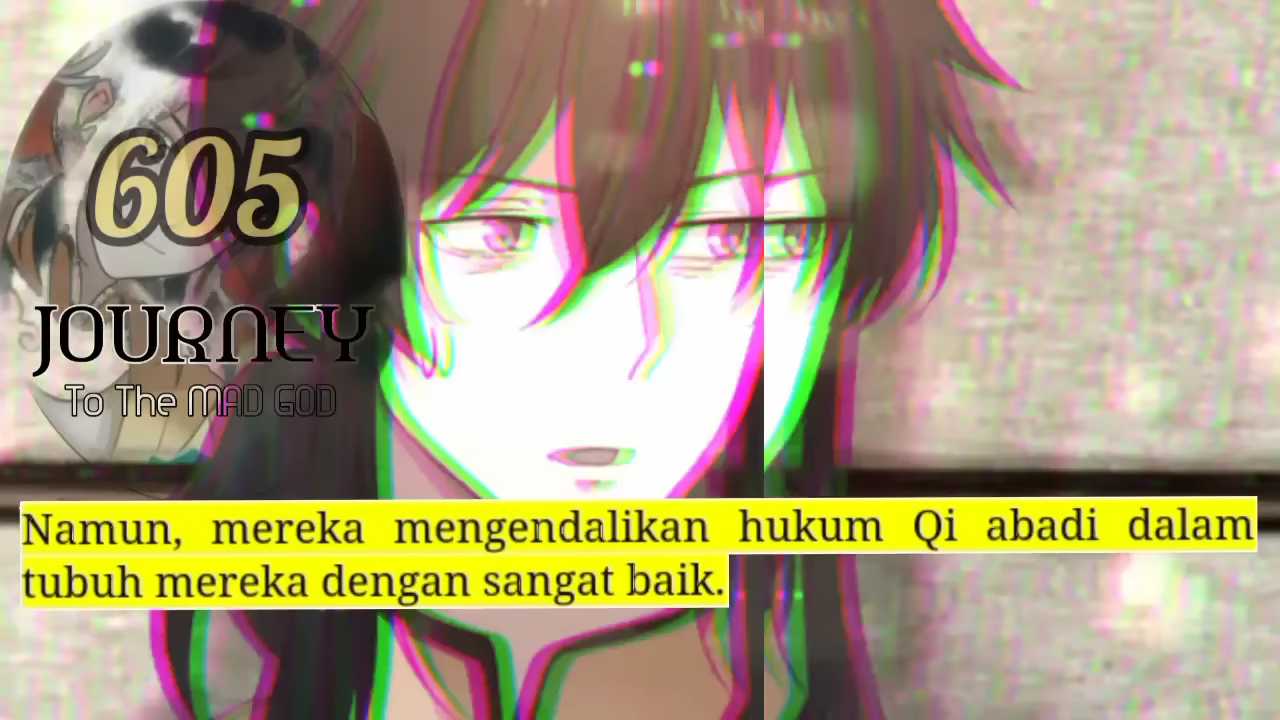 605
JOURNEY
To The MAD GOD
Namun, mereka mengendalikan hukum Qi abadi dalam
tubuh mereka dengan sangat baik.